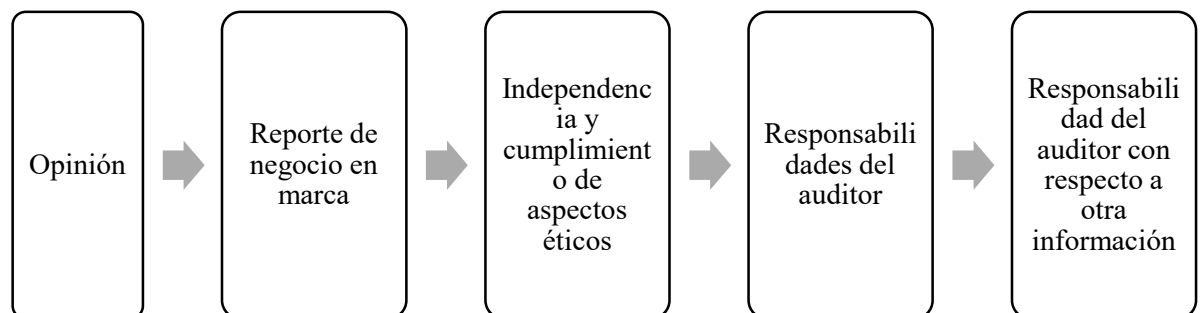 Opinión
Reporte de
negocio en
marca
Independenc
ia y
cumplimient
o de
aspectos
éticos
Responsabili
dades del
auditor
Responsabili
dad del
auditor con
respecto a
otra
información